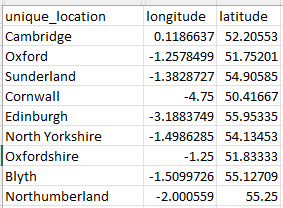 unique_location longitude latitude
Cambridge 0.1186637 52.20553
Oxford -1.2578499 51.75201
Sunderland -1.3828727 54.90585
Cornwall -4.75 50.41667
Edinburgh -3.1883749 55.95335
North Yorkshire -1.4986285 54.13453
Oxfordshire -1.25 51.83333
Blyth -1.5099726 55.12709
Northumberland -2.000559 55.25